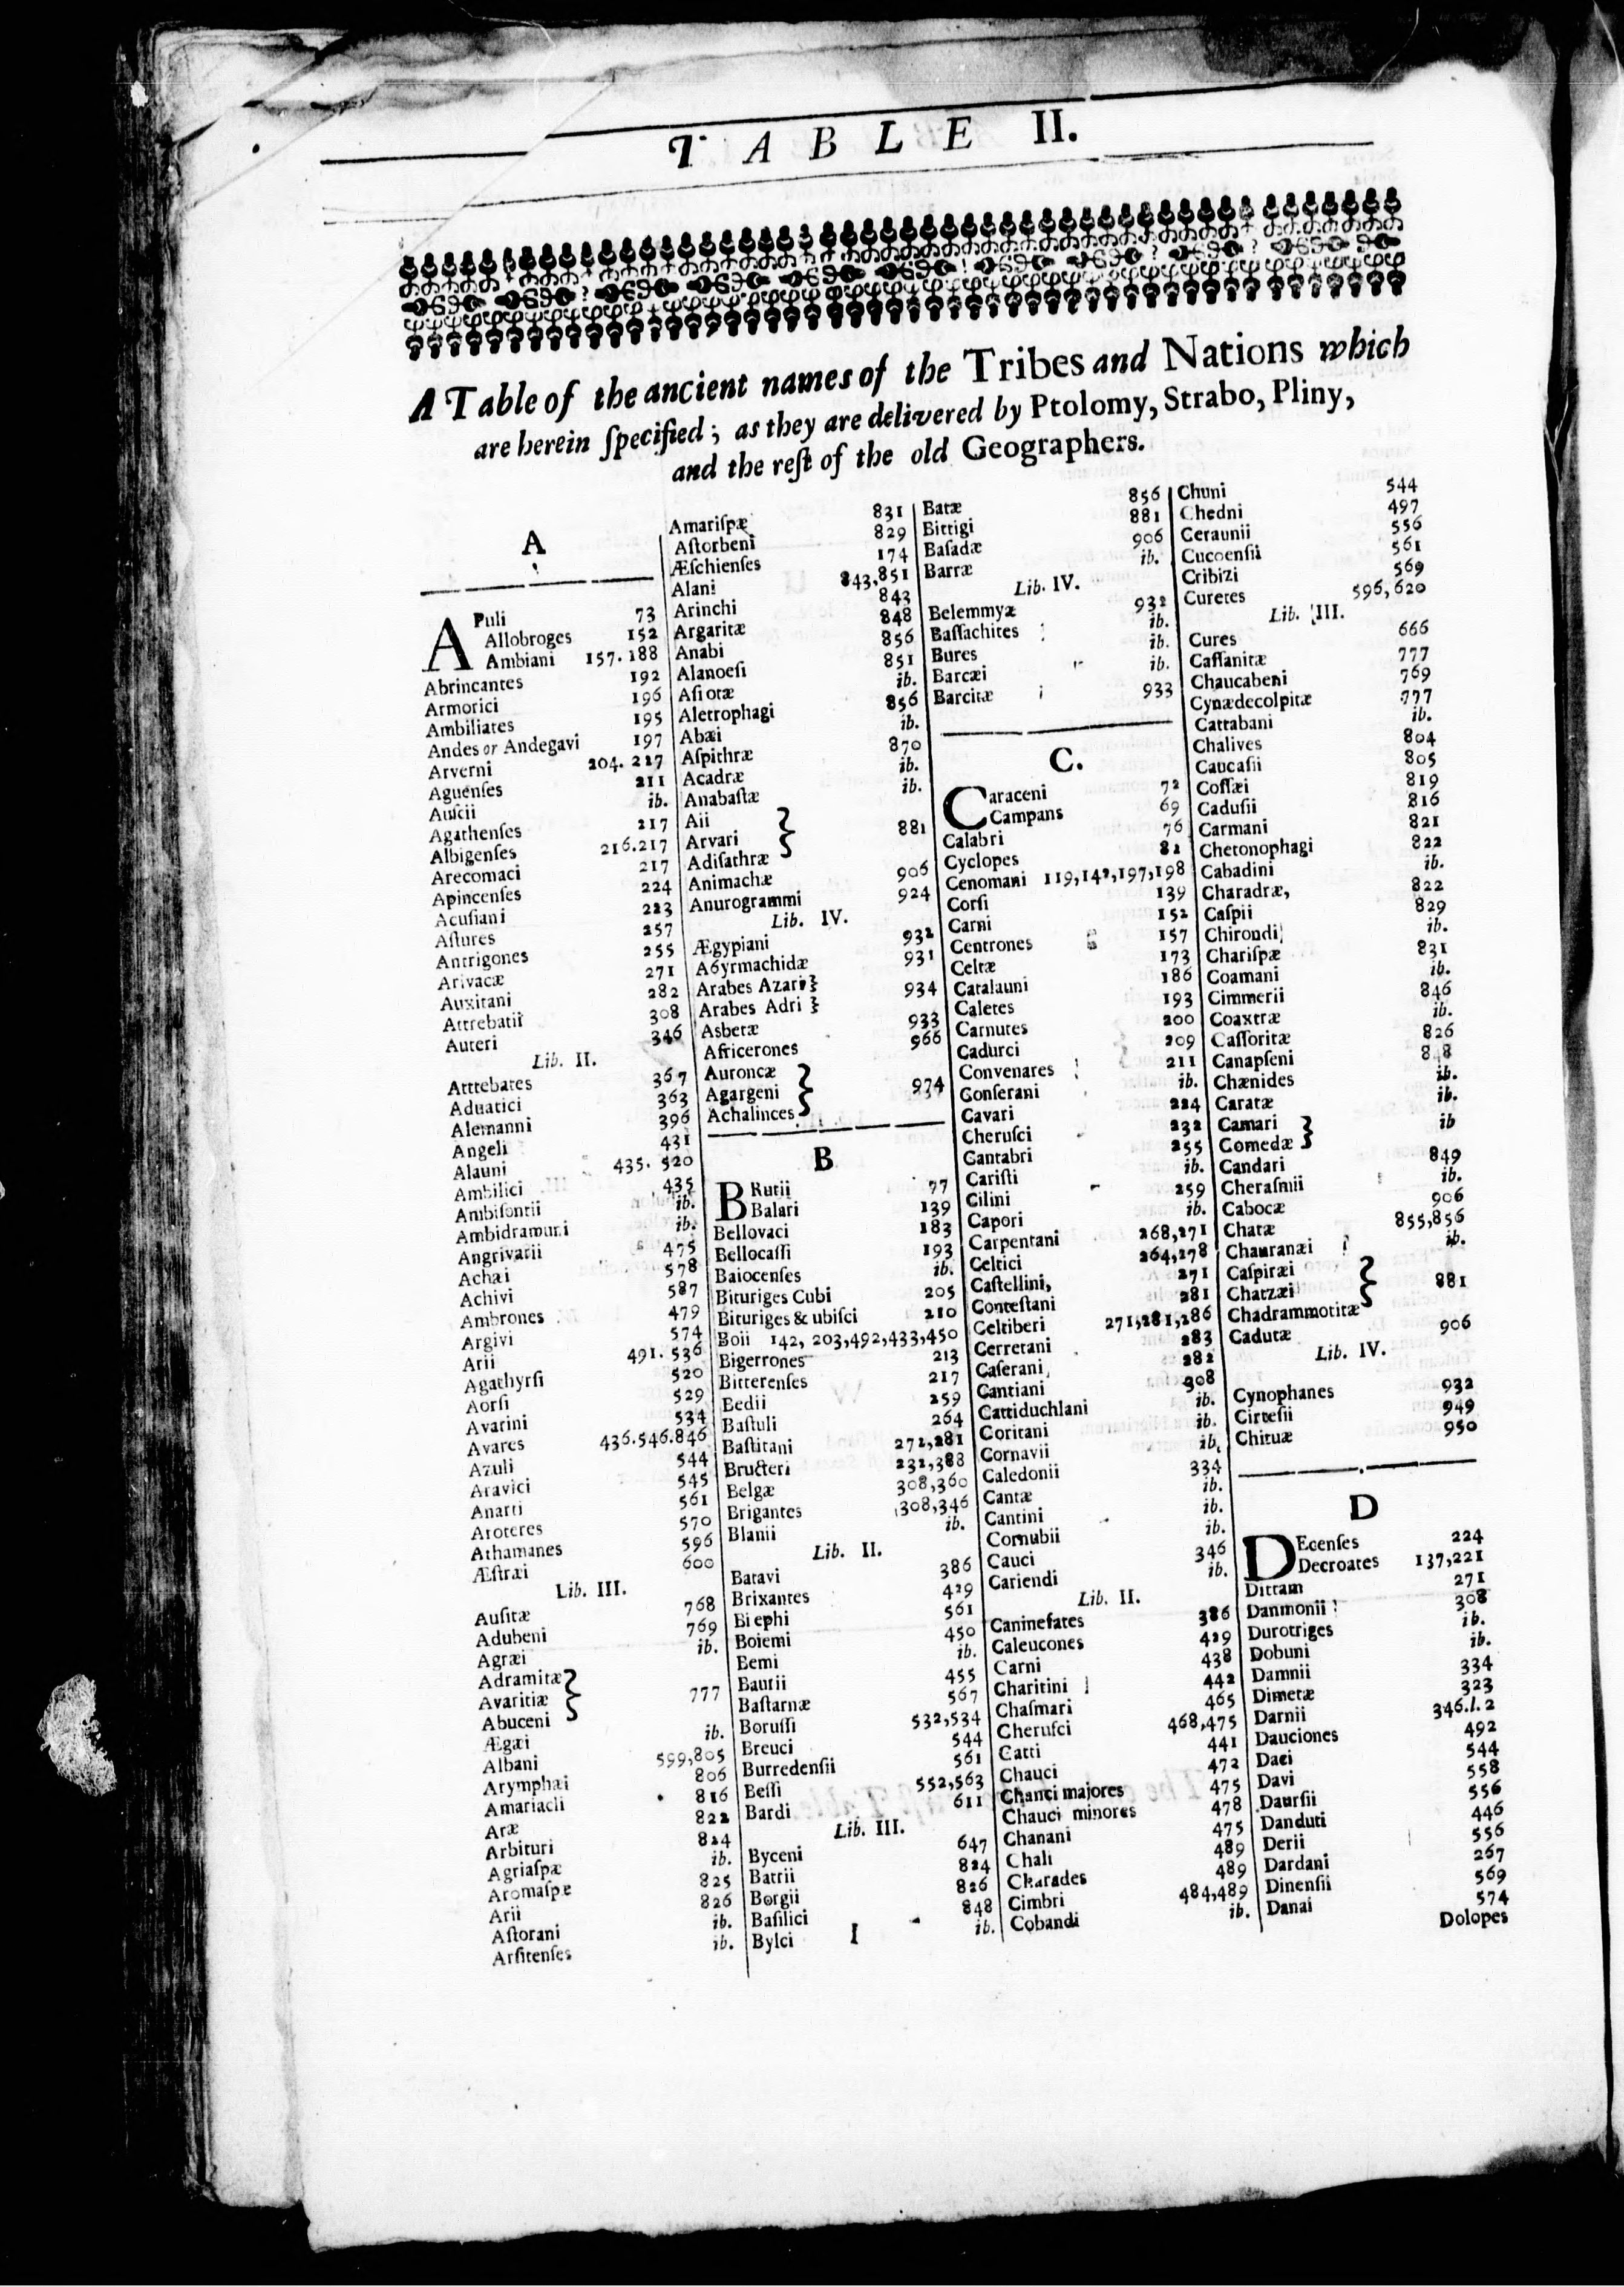 TABLE II.
A Table of the ancient names of the Tribes and Nations which
are herein ſpecified; as they are delivered by Ptolomy, Strabo, Pliny,
and the reſt of the old Geographers.
A
APuli 73
Allobroges 152
Ambiani 157.188
Abrincantes 192
Armorici 196
Ambiliates 195
Andes or Andegavi 197
Arverni 204.227
Aguenſes 211
Auſcii ib.
Agathenſes 217
Albigenſes 216.217
Arecomaci 217
Apincenſes 224
Acuſiani 223
Aſtures 257
Antrigones 255
Arivacæ 271
Auxitani 282
Attrebatii 308
Auteri 346
Lib. II.
Atttebates 367
Aduatici 363
Alemanni 396
Angeli 431
Alauni 435. 520
Ambilici 435
Ambiſontii ib.
Ambidramuri ib.
Angrivarii 475
Achæi 578
Achivi 587
Ambrones 479
Argivi 574
Arii 491. 536
Agathyrſi 520
Aorſi 529
Avarini 534
Avares 436.546.846
Azuli 544
Aravici 545
Anarti 561
Aroteres 570
Athamanes 596
Æſtræi 600
Lib. III.
Auſitæ 768
Adubeni 769
Agræi ib.
Adramitæ
Avaritiæ 777
Abuceni
Ægæi ib.
Albani 599,805
Arymphæi 806
Amariacli 816
Aræ 822
Arbituri 824
Agriaſpæ ib.
Aromaſpæ 825
Arii 826
Aſtorani ib.
Arſitenſes ib.
Amariſpæ 831
Aſtorbeni 829
Æſchienſes 174
Alani 843,851
Arinchi 843
Argaritæ 848
Anabi 856
Alanoeſi 851
Aſiotæ ib.
Aletrophagi 856
Abæi ib.
Aſpithræ 870
Acadræ ib.
Anabaſtæ ib.
Aii
Arvari 881
Adiſathræ
Animachæ 906
Anurogrammi 924
Lib. IV.
Ægypiani 932
A6yrmachidæ 931
Arabes Azari
Arabes Adri 934
Asbetæ 933
Africerones 966
Auroncæ
Agargeni 974
Achalinces
B
BRutii 77
Balari 139
Bellovaci 183
Bellocaſſi 193
Baiocenſes ib.
Bituriges Cubi 205
Bituriges & ubiſci 210
Boii 142, 203,492,433,450
Bigerrones 213
Bitterenſes 217
Bedii 259
Baſtuli 264
Baſtitani 272,281
Bructeri 232,388
Belgæ 308,360
Brigantes 308,346
Blanii ib.
Lib. II.
Batavi 386
Brixantes 429
Biephi 561
Boiemi 450
Bemi ib.
Baurii 455
Baſtarnæ 567
Boruſſi 532,534
Breuci 544
Burredenſii 561
Beſſi 552,563
Bardi 611
Lib. III.
Byceni 647
Batrii 824
Borgii 826
Baſilici 848
Bylci ib.
I
Batæ 856
Bittigi 881
Baſadæ 906
Barræ ib.
Lib. IV.
Belemmyæ 932
Baſſachites ib.
Bures ib.
Barcæi ib.
Barcitæ 933
C.
Caraceni 72
Campans 69
Calabri 76
Cyclopes 82
Cenomani 119,142,197,198
Corſi 139
Carni 152
Centrones 157
Celtæ 173
Catalauni 186
Caletes 193
Carnutes 200
Cadurci 209
Convenares 211
Conſerani ib.
Cavari 224
Cheruſci 232
Cantabri 255
Cariſti ib.
Cilini 259
Capori ib.
Carpentani 268,271
Celtici 264,278
Caſtellini, 271
Conteſtani 281
Celtiberi 271,281,286
Cerretani 283
Caſerani 282
Cantiani 308
Cattiduchlani ib.
Coritani ib.
Cornavii ib.
Caledonii 334
Cantæ ib.
Cantini ib.
Cornubii ib.
Cauci 346
Cariendi ib.
Lib. II.
Caninefates 386
Caleucones 429
Carni 438
Charitini 442
Chaſmari 465
Cheruſci 468,475
Catti 441
Chauci 472
Chanci majores 475
Chauci minores 478
Chanani 475
Chali 489
Charades 489
Cimbri 484,489
Cobandi ib.
Chuni 544
Chedni 497
Ceraunii 556
Cucoenſii 561
Cribizi 569
Curetes 596,620
Lib. III.
Cures 666
Caſſanitæ 777
Chaucabeni 769
Cynædecolpitæ 777
Cattabani ib.
Chalives 804
Caucaſii 805
Coſſæi 819
Caduſii 816
Carmani 821
Chetonophagi 822
Cabadini ib.
Charadræ, 822
Caſpii 829
Chirondi ib.
Chariſpæ 831
Coamani ib.
Cimmerii 846
Coaxtræ ib.
Caſſoritæ 826
Canapſeni 848
Chænides ib.
Caratæ ib.
Camari
Comedæ ib
Candari 849
Cheraſmii ib.
Cabocæ 906
Chatæ 855,856
Chauranæi ib.
Caſpiræi
Chatzæi 881
Chadrammotitæ
Cadutæ 906
Lib. IV.
Cynophanes 932
Cirteſii 949
Chituæ 950
D
DEcenſes 224
Decroates 137,221
Dittam 271
Danmonii 308
Durotriges ib.
Dobuni ib.
Damnii 334
Dimetæ 323
Darnii 346.l.2
Dauciones 492
Daci 544
Davi 558
Daurſii 556
Danduti 446
Derii 556
Dardani 267
Dinenſii 569
Danai 574
Dolopes